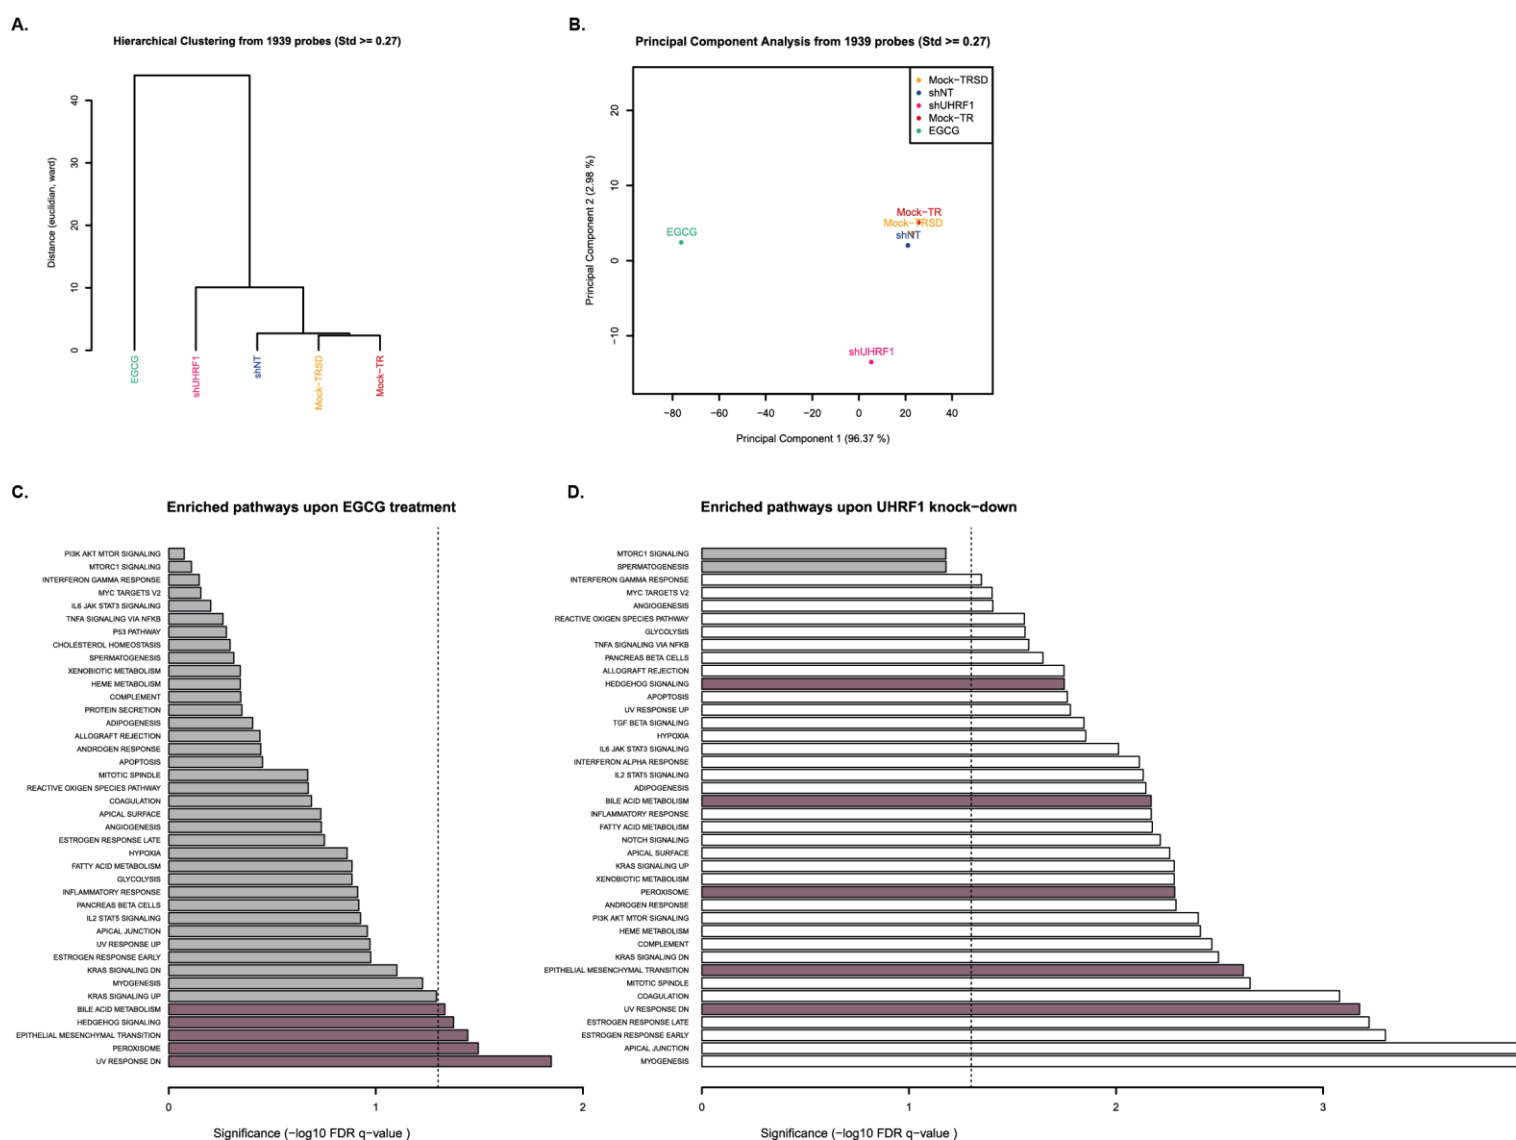 A.
Hierarchical Clustering from 1939 probes (Std >= 0.27)
Distance (euclidian, ward)
40
30
20
10
0
EGCG
shUHRF1
shNT
Mock−TRSD
Mock−TR
B.
Principal Component Analysis from 1939 probes (Std >= 0.27)
Mock−TRSD
shNT
shUHRF1
Mock−TR
EGCG
Principal Component 2 (2.98 %)
20
10
0
−10
Mock−TR
Mock−TRSD
shNT
EGCG
shUHRF1
−80
−60
−40
−20
0
20
40
Principal Component 1 (96.37 %)
C.
Enriched pathways upon EGCG treatment
PI3K AKT MTOR SIGNALING
MTORC1 SIGNALING
INTERFERON GAMMA RESPONSE
MYC TARGETS V2
IL6 JAK STAT3 SIGNALING
TNFA SIGNALING VIA NFKB
P53 PATHWAY
CHOLESTEROL HOMEOSTASIS
SPERMATOGENESIS
XENOBIOTIC METABOLISM
HEME METABOLISM
COMPLEMENT
PROTEIN SECRETION
ADIPOGENESIS
ALLOGRAFT REJECTION
ANDROGEN RESPONSE
APOPTOSIS
MITOTIC SPINDLE
REACTIVE OXIGEN SPECIES PATHWAY
COAGULATION
APICAL SURFACE
ANGIOGENESIS
ESTROGEN RESPONSE LATE
HYPOXIA
FATTY ACID METABOLISM
GLYCOLYSIS
INFLAMMATORY RESPONSE
PANCREAS BETA CELLS
IL2 STAT5 SIGNALING
APICAL JUNCTION
UV RESPONSE UP
ESTROGEN RESPONSE EARLY
KRAS SIGNALING DN
MYOGENESIS
KRAS SIGNALING UP
BILE ACID METABOLISM
HEDGEHOG SIGNALING
EPITHELIAL MESENCHYMAL TRANSITION
PEROXISOME
UV RESPONSE DN
0
1
2
Significance (−log10 FDR q−value )
D.
Enriched pathways upon UHRF1 knock−down
MTORC1 SIGNALING
SPERMATOGENESIS
INTERFERON GAMMA RESPONSE
MYC TARGETS V2
ANGIOGENESIS
REACTIVE OXIGEN SPECIES PATHWAY
GLYCOLYSIS
TNFA SIGNALING VIA NFKB
PANCREAS BETA CELLS
ALLOGRAFT REJECTION
HEDGEHOG SIGNALING
APOPTOSIS
UV RESPONSE UP
TGF BETA SIGNALING
HYPOXIA
IL6 JAK STAT3 SIGNALING
INTERFERON ALPHA RESPONSE
IL2 STAT5 SIGNALING
ADIPOGENESIS
BILE ACID METABOLISM
INFLAMMATORY RESPONSE
FATTY ACID METABOLISM
NOTCH SIGNALING
APICAL SURFACE
KRAS SIGNALING UP
XENOBIOTIC METABOLISM
PEROXISOME
ANDROGEN RESPONSE
PI3K AKT MTOR SIGNALING
HEME METABOLISM
COMPLEMENT
KRAS SIGNALING DN
EPITHELIAL MESENCHYMAL TRANSITION
MITOTIC SPINDLE
COAGULATION
UV RESPONSE DN
ESTROGEN RESPONSE LATE
ESTROGEN RESPONSE EARLY
APICAL JUNCTION
MYOGENESIS
0
1
2
3
Significance (−log10 FDR q−value )